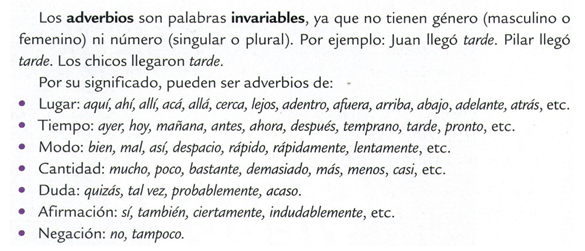 Los adverbios son palabras invariables, ya que no tienen género (masculino o
femenino) ni número (singular o plural). Por ejemplo: Juan llegó tarde. Pilar llegó
tarde. Los chicos llegaron tarde.
Por su significado, pueden ser adverbios de:
• Lugar: aquí, ahí, allí, acá, allá, cerca, lejos, adentro, afuera, arriba, abajo, adelante, atrás, etc.
• Tiempo: ayer, hoy, mañana, antes, ahora, después, temprano, tarde, pronto, etc.
• Modo: bien, mal, así, despacio, rápido, rápidamente, lentamente, etc.
• Cantidad: mucho, poco, bastante, demasiado, más, menos, casi, etc.
• Duda: quizás, tal vez, probablemente, acaso.
• Afirmación: sí, también, ciertamente, indudablemente, etc.
• Negación: no, tampoco.